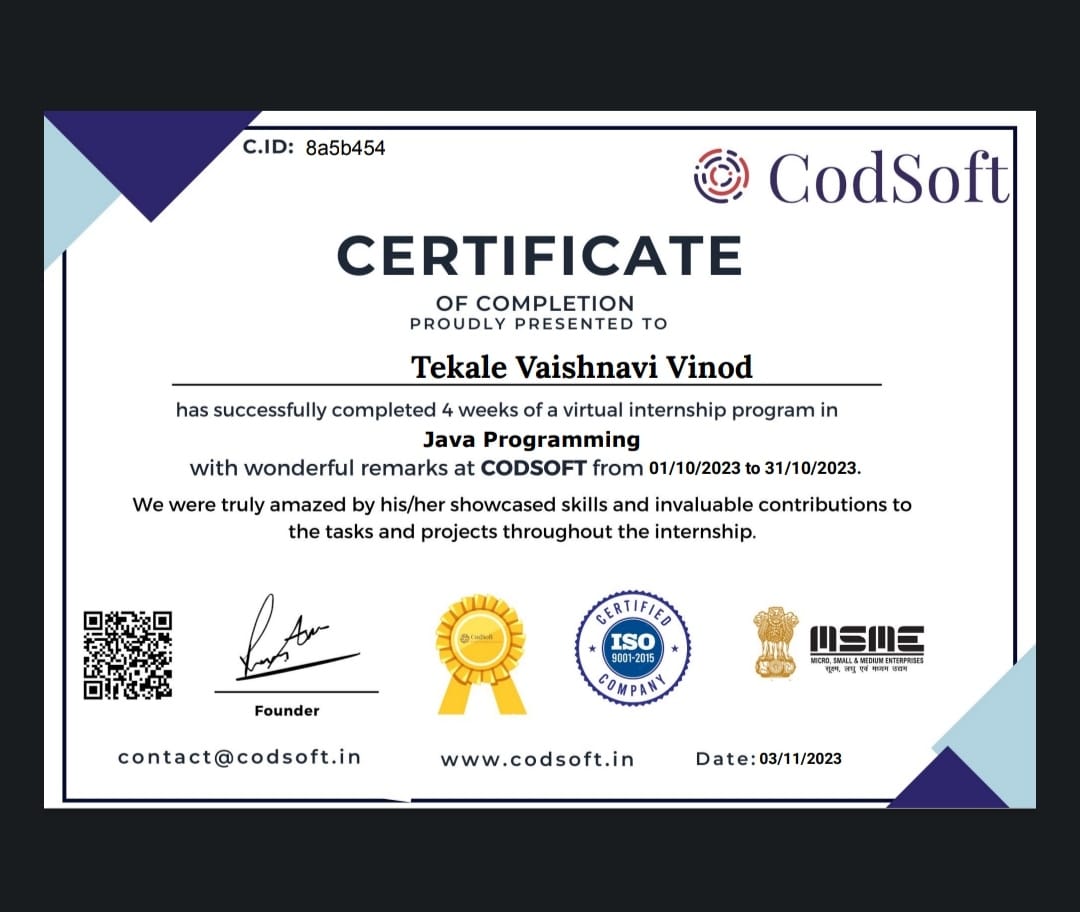 C.ID: 8a5b454
CodSoft
CERTIFICATE
OF COMPLETION
PROUDLY PRESENTED TO
Tekale Vaishnavi Vinod
has successfully completed 4 weeks of a virtual internship program in
Java Programming
with wonderful remarks at CODSOFT from 01/10/2023 to 31/10/2023.
We were truly amazed by his/her showcased skills and invaluable contributions to
the tasks and projects throughout the internship.
CodSoft
CERTIFIED
ISO
9001-2015
COMPANY
MSME
MICRO, SMALL & MEDIUM ENTERPRISES
सूक्ष्म, लघु एवं मध्यम उद्यम
Founder
contact@codsoft.in
www.codsoft.in
Date: 03/11/2023